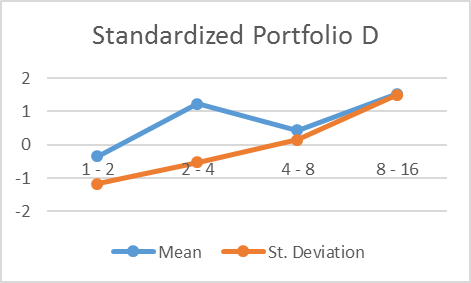 Standardized Portfolio D
2
1
0
-1
-2
1 - 2
2 - 4
4 - 8
8 - 16
Mean
St. Deviation